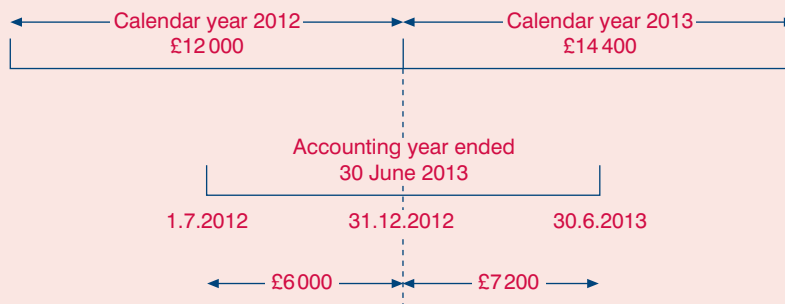 Calendar year 2012 Calendar year 2013
£12 000 £14 400
Accounting year ended
30 June 2013
1.7.2012 31.12.2012 30.6.2013
£6 000 £7 200